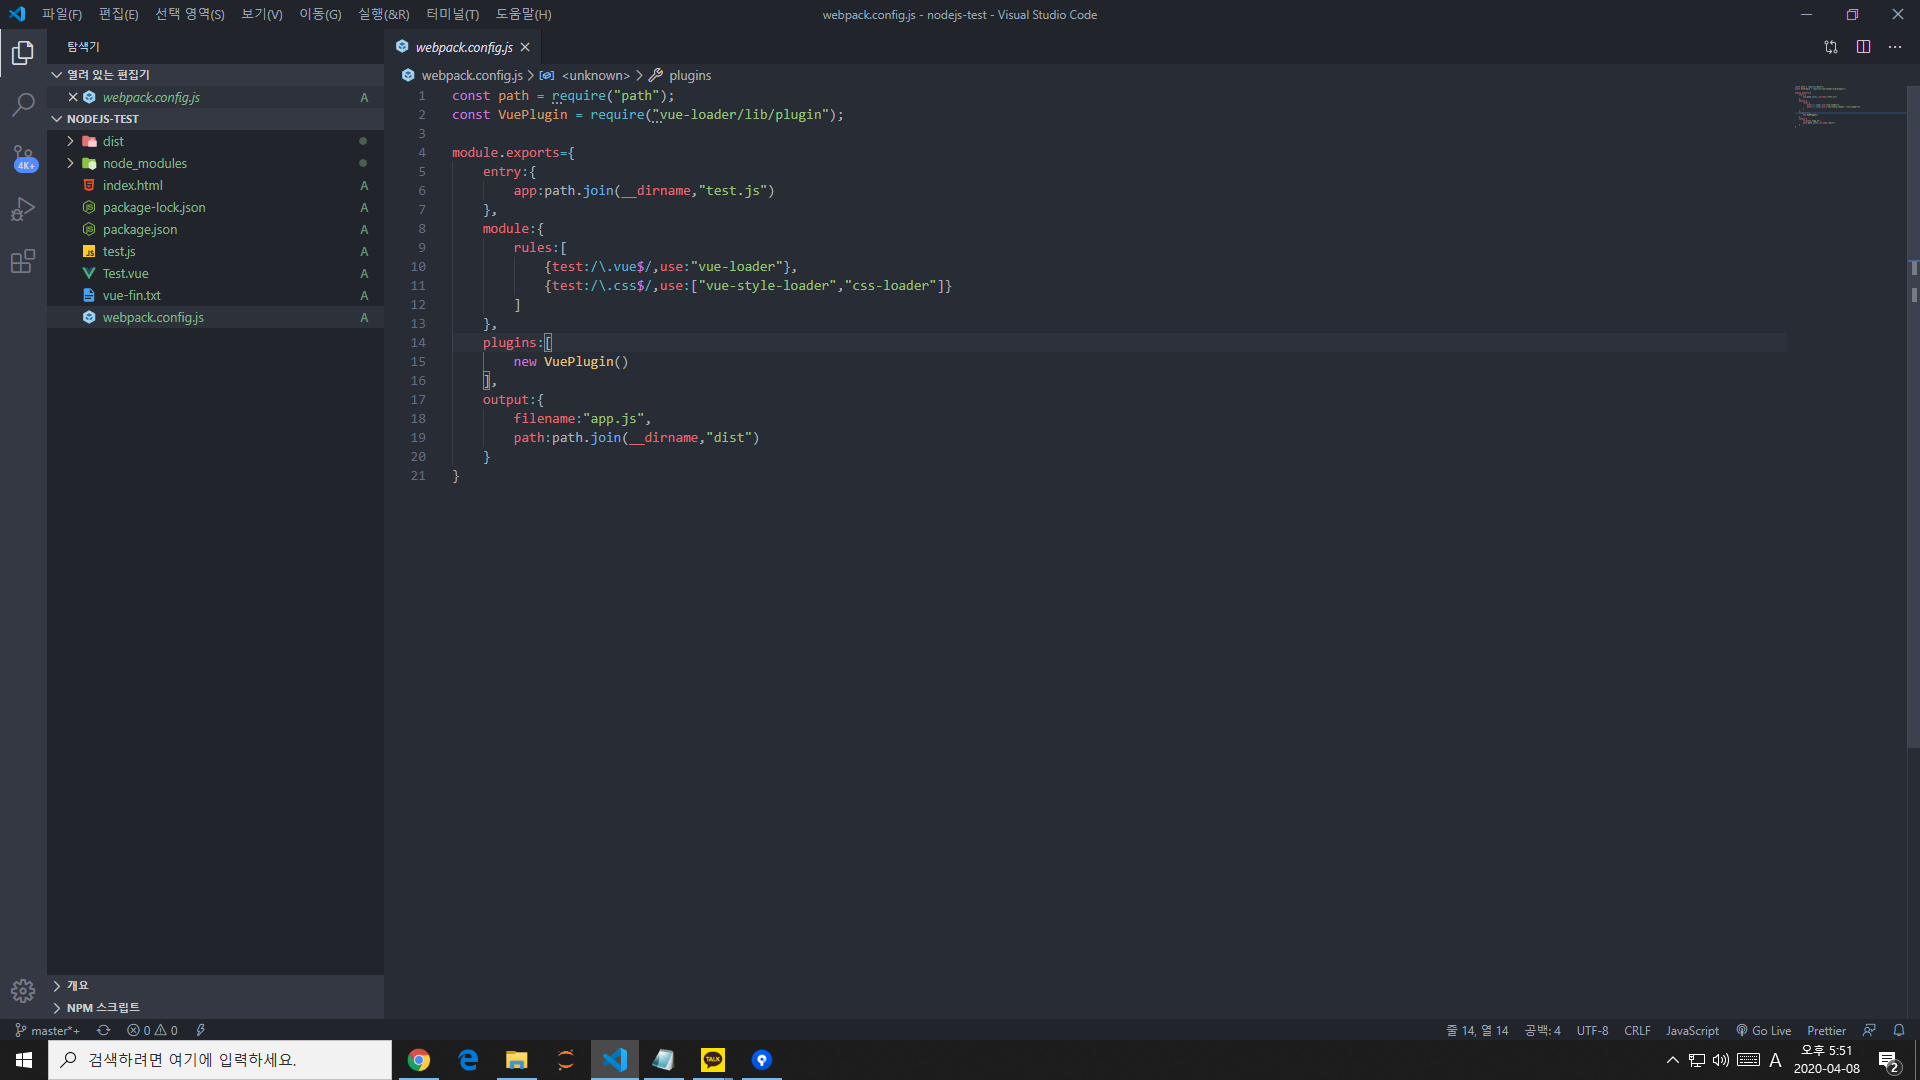 파일(F) 편집(E) 선택 영역(S) 보기(V) 이동(G) 실행(&R) 터미널(T) 도움말(H)
webpack.config.js - nodejs-test - Visual Studio Code
탐색기
열려 있는 편집기
webpack.config.js A
NODEJS-TEST
dist
node_modules
index.html A
package-lock.json A
package.json A
test.js A
Test.vue A
vue-fin.txt A
webpack.config.js A
4K+
개요
NPM 스크립트
webpack.config.js
webpack.config.js > <unknown> > plugins
1 const path = require("path");
2 const VuePlugin = require("vue-loader/lib/plugin");
3
4 module.exports={
5 entry:{
6 app:path.join(__dirname,"test.js")
7 },
8 module:{
9 rules:[
10 {test:/\.vue$/,use:"vue-loader"},
11 {test:/\.css$/,use:["vue-style-loader","css-loader"]}
12 ]
13 },
14 plugins:[
15 new VuePlugin()
16 ],
17 output:{
18 filename:"app.js",
19 path:path.join(__dirname,"dist")
20 }
21 }
master*+ 0 0
줄 14, 열 14 공백: 4 UTF-8 CRLF JavaScript Go Live Prettier
검색하려면 여기에 입력하세요.
TALK
A
오후 5:51
2020-04-08
2